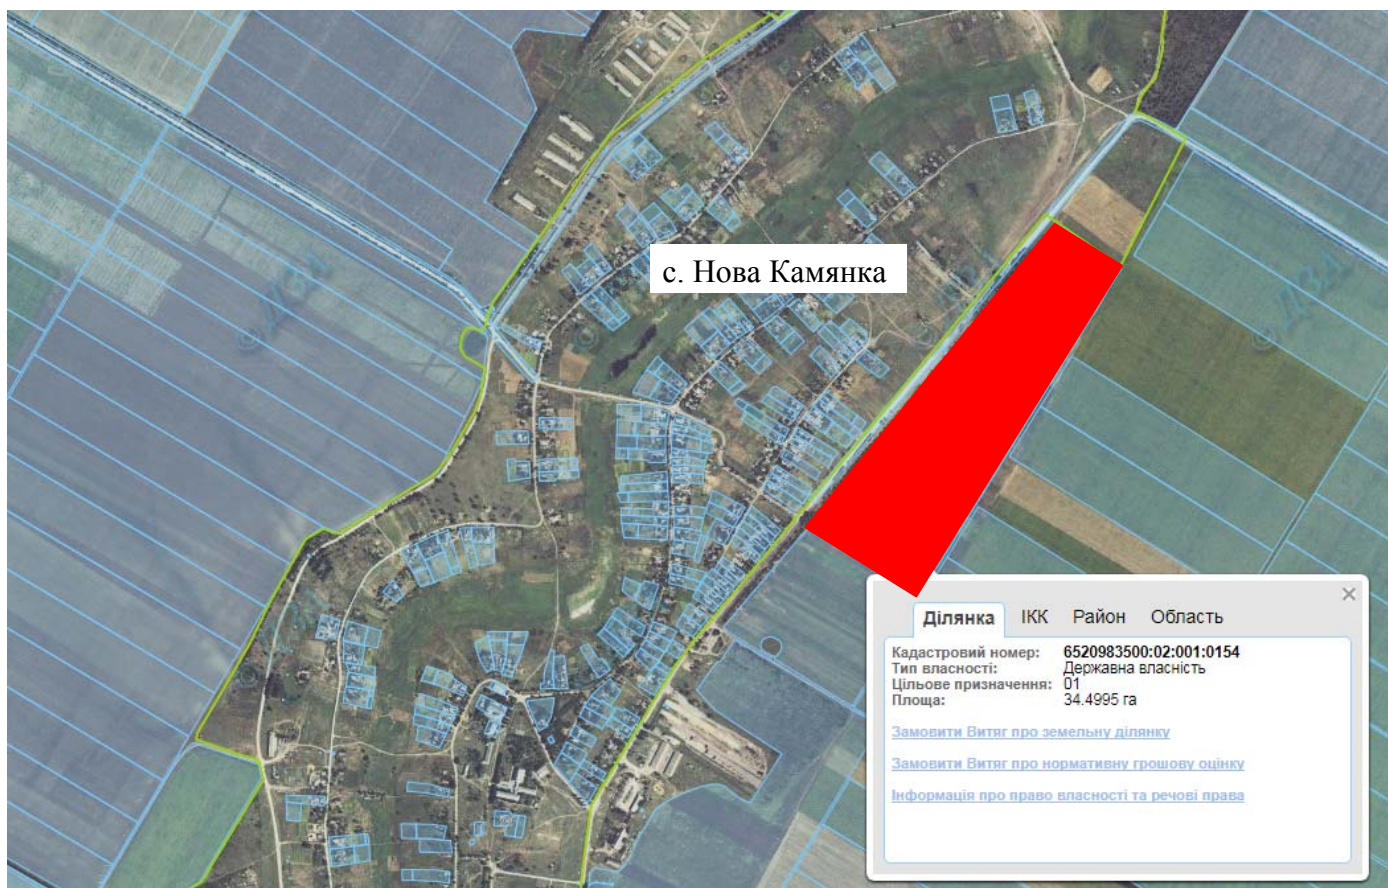 с. Нова Камянка
Ділянка ІКК Район Область
Кадастровий номер: 6520983500:02:001:0154
Тип власності: Державна власність
Цільове призначення: 01
Площа: 34.4995 га
Замовити Витяг про земельну ділянку
Замовити Витяг про нормативну грошову оцінку
Інформація про право власності та речові права